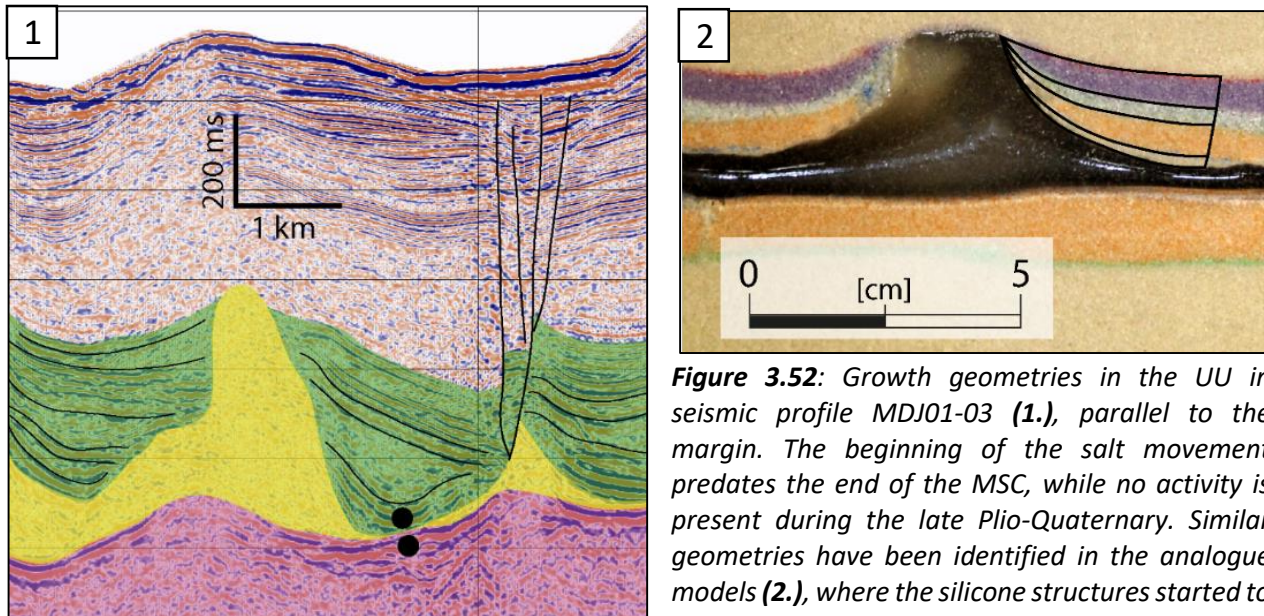 1
200 ms
1 km
2
0
5
[cm]
Figure 3.52: Growth geometries in the UU in
seismic profile MDJ01-03 (1.), parallel to the
margin. The beginning of the salt movement
predates the end of the MSC, while no activity is
present during the late Plio-Quaternary. Similar
geometries have been identified in the analogue
models (2.), where the silicone structures started to